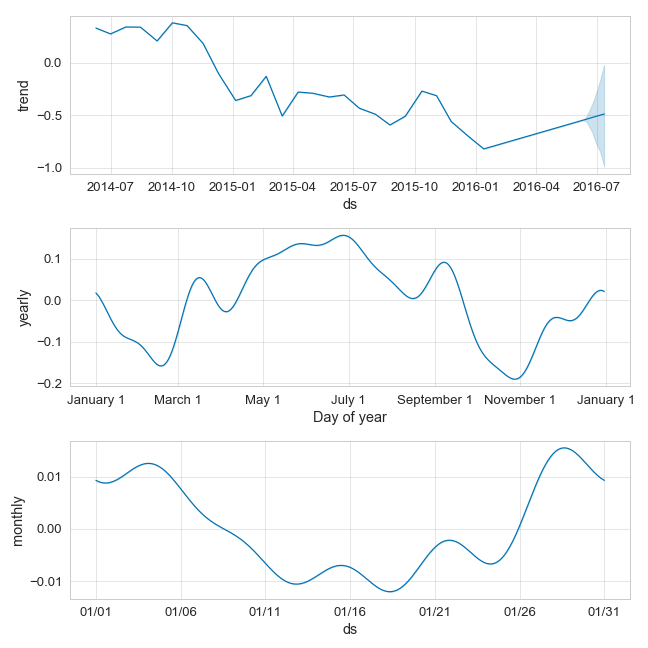 trend
0.0
−0.5
−1.0
2014-07 2014-10 2015-01 2015-04 2015-07 2015-10 2016-01 2016-04 2016-07
ds
yearly
0.1
0.0
−0.1
−0.2
January 1 March 1 May 1 July 1 September 1 November 1 January 1
Day of year
monthly
0.01
0.00
−0.01
01/01 01/06 01/11 01/16 01/21 01/26 01/31
ds